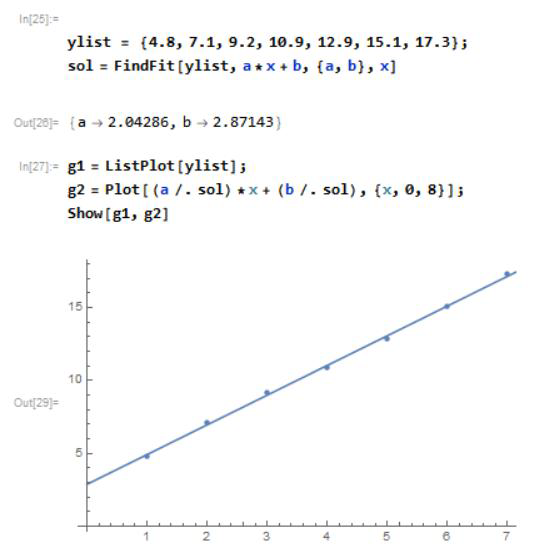 In[25]:=
ylist = {4.8, 7.1, 9.2, 10.9, 12.9, 15.1, 17.3};
sol = FindFit[ylist, a*x + b, {a, b}, x]
Out[26]= {a → 2.04286, b → 2.87143}
In[27]:= g1 = ListPlot[ylist];
g2 = Plot[(a /. sol) *x + (b /. sol), {x, 0, 8}];
Show[g1, g2]
15
10
Out[29]=
5
1 2 3 4 5 6 7